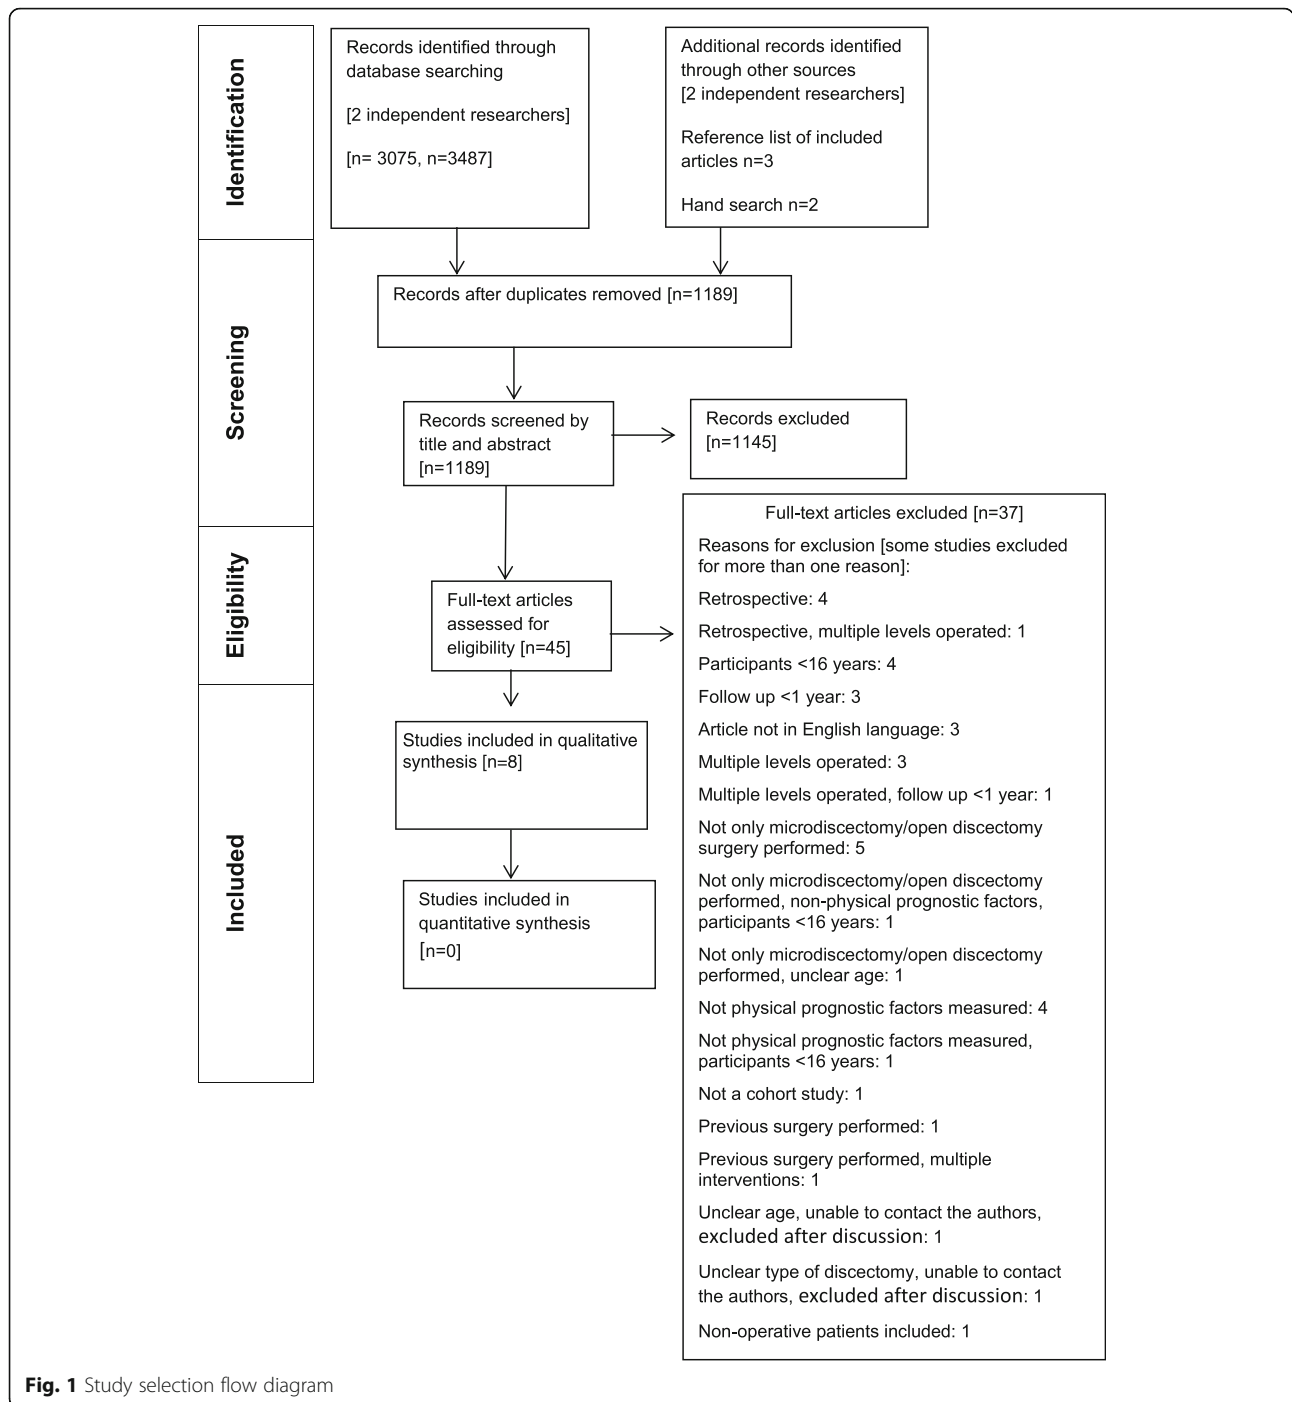 Identification
Records identified through
database searching
[2 independent researchers]
[n= 3075, n=3487]
Additional records identified
through other sources
[2 independent researchers]
Reference list of included
articles n=3
Hand search n=2
Screening
Records after duplicates removed [n=1189]
Records screened by
title and abstract
[n=1189]
Records excluded
[n=1145]
Eligibility
Full-text articles
assessed for
eligibility [n=45]
Full-text articles excluded [n=37]
Reasons for exclusion [some studies excluded
for more than one reason]:
Retrospective: 4
Retrospective, multiple levels operated: 1
Participants <16 years: 4
Follow up <1 year: 3
Article not in English language: 3
Multiple levels operated: 3
Multiple levels operated, follow up <1 year: 1
Not only microdiscectomy/open discectomy
surgery performed: 5
Not only microdiscectomy/open discectomy
performed, non-physical prognostic factors,
participants <16 years: 1
Not only microdiscectomy/open discectomy
performed, unclear age: 1
Not physical prognostic factors measured: 4
Not physical prognostic factors measured,
participants <16 years: 1
Not a cohort study: 1
Previous surgery performed: 1
Previous surgery performed, multiple
interventions: 1
Unclear age, unable to contact the authors,
excluded after discussion: 1
Unclear type of discectomy, unable to contact
the authors, excluded after discussion: 1
Non-operative patients included: 1
Included
Studies included in qualitative
synthesis [n=8]
Studies included in
quantitative synthesis
[n=0]
Fig. 1 Study selection flow diagram